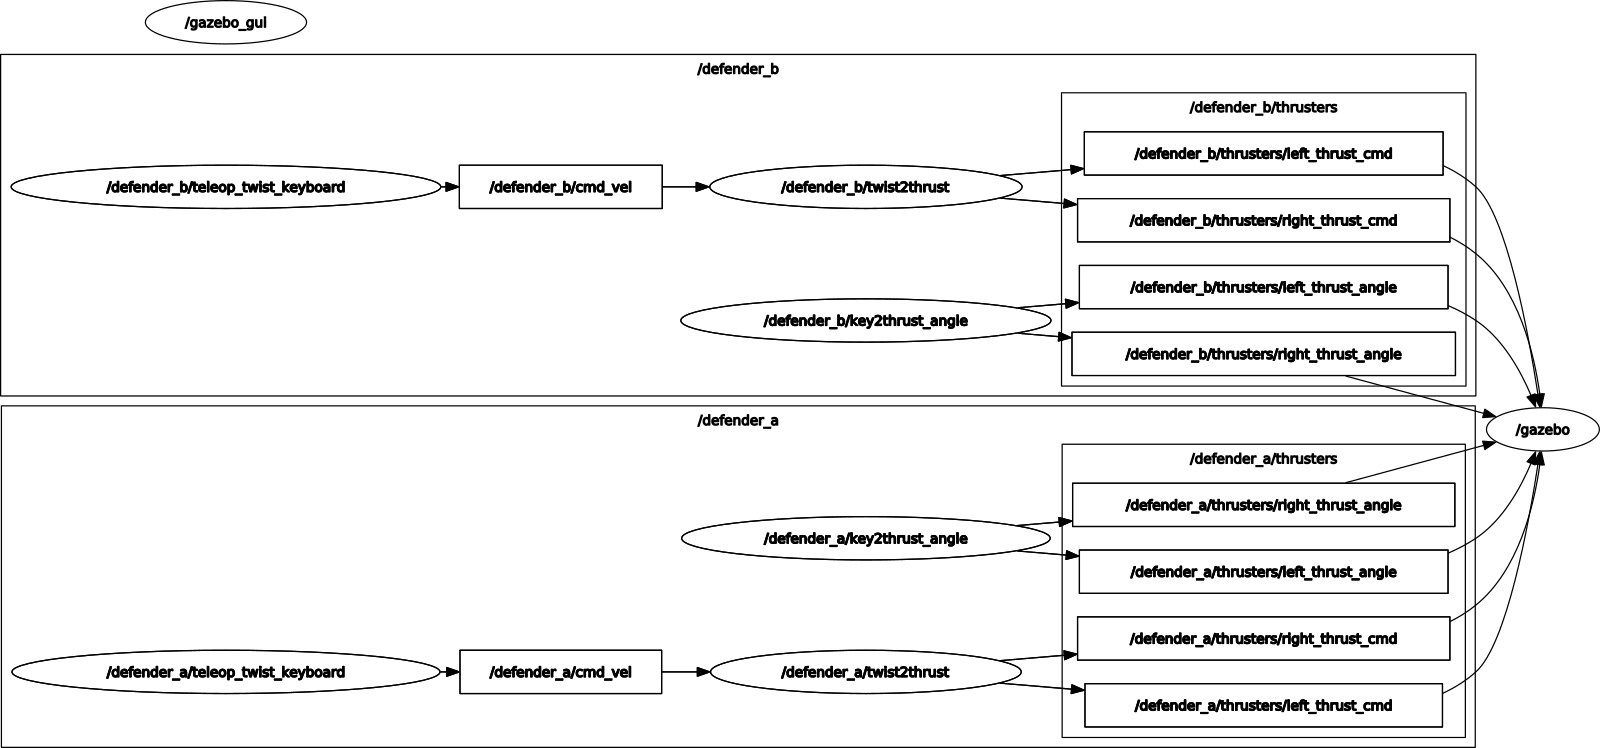 /gazebo_gui
/defender_b
/defender_b/thrusters
/defender_b/thrusters/left_thrust_cmd
/defender_b/teleop_twist_keyboard
/defender_b/cmd_vel
/defender_b/twist2thrust
/defender_b/thrusters/right_thrust_cmd
/defender_b/thrusters/left_thrust_angle
/defender_b/key2thrust_angle
/defender_b/thrusters/right_thrust_angle
/defender_a
/gazebo
/defender_a/thrusters
/defender_a/thrusters/right_thrust_angle
/defender_a/key2thrust_angle
/defender_a/thrusters/left_thrust_angle
/defender_a/thrusters/right_thrust_cmd
/defender_a/teleop_twist_keyboard
/defender_a/cmd_vel
/defender_a/twist2thrust
/defender_a/thrusters/left_thrust_cmd